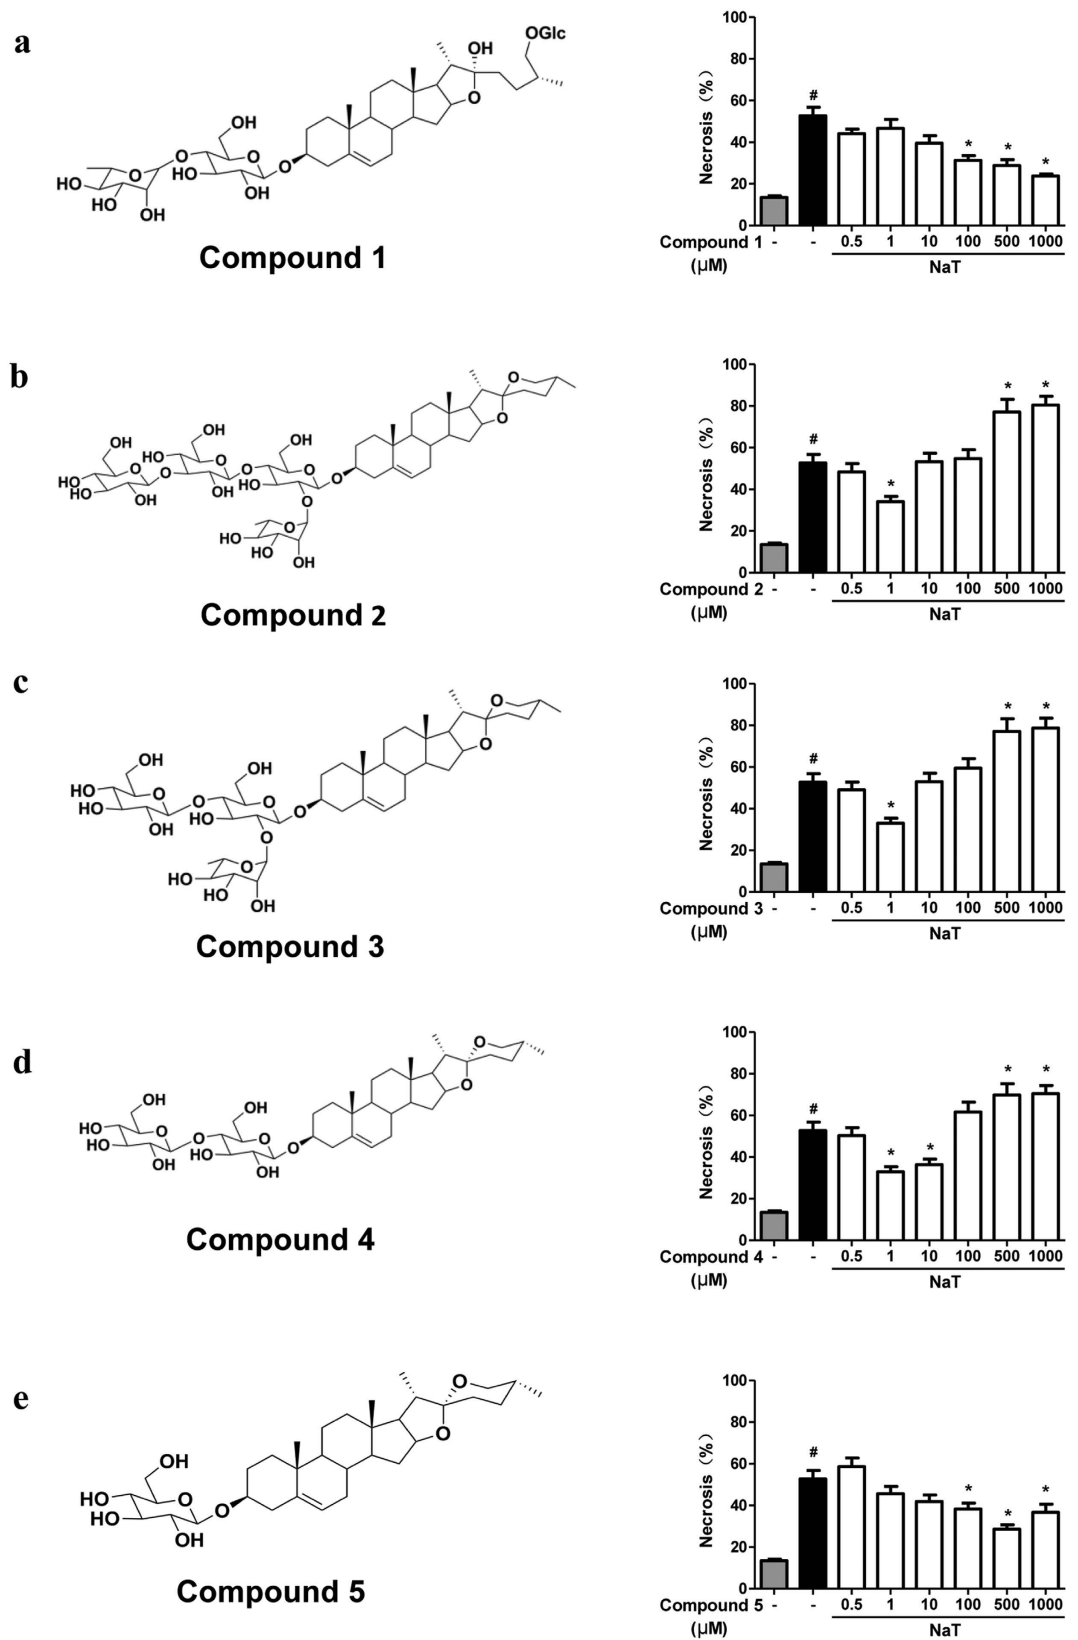 a
OGlc
OH
O
OH
O
O
O
O
HO
HO
OH
HO
HO
OH
Compound 1
100
80
60
40
20
0
Necrosis (%)
#
*
*
*
Compound 1 - - 0.5 1 10 100 500 1000
(μM)
NaT
b
O
O
OH
OH
OH
HO
O
O
O
HO
O
O
O
O
HO
HO
HO
OH
OH
O
HO
O
HO
OH
Compound 2
100
80
60
40
20
0
Necrosis (%)
#
*
*
*
Compound 2 - - 0.5 1 10 100 500 1000
(μM)
NaT
c
O
O
OH
OH
HO
HO
O
O
O
O
HO
OH
O
HO
O
HO
OH
Compound 3
100
80
60
40
20
0
Necrosis (%)
#
*
*
*
Compound 3 - - 0.5 1 10 100 500 1000
(μM)
NaT
d
O
O
OH
OH
HO
HO
O
O
O
O
HO
OH
OH
Compound 4
100
80
60
40
20
0
Necrosis (%)
#
*
*
*
*
Compound 4 - - 0.5 1 10 100 500 1000
(μM)
NaT
e
O
O
OH
HO
HO
O
O
OH
Compound 5
100
80
60
40
20
0
Necrosis (%)
#
*
*
*
Compound 5 - - 0.5 1 10 100 500 1000
(μM)
NaT